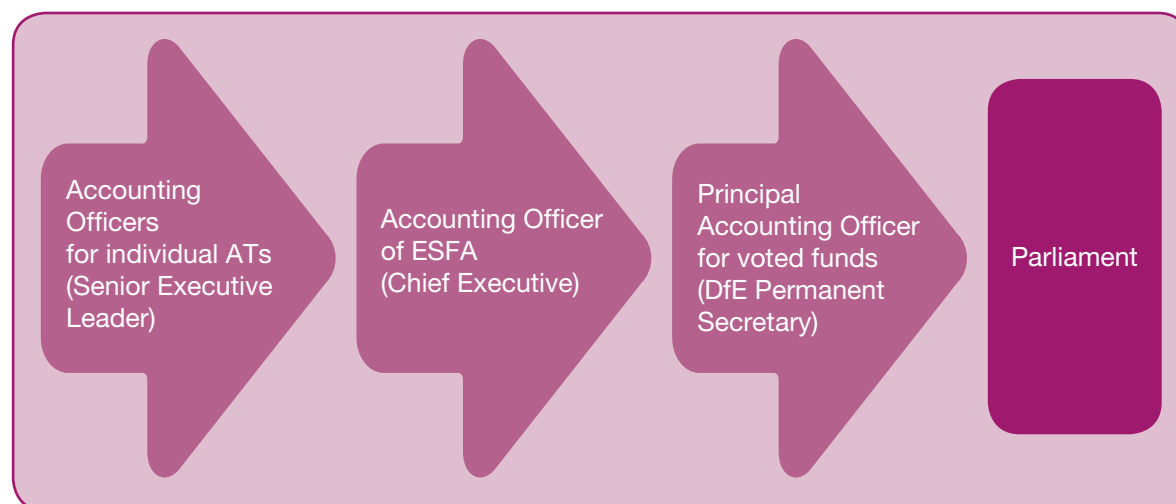 Accounting
Officers
for individual ATs
(Senior Executive
Leader)
Accounting Officer
of ESFA
(Chief Executive)
Principal
Accounting Officer
for voted funds
(DfE Permanent
Secretary)
Parliament